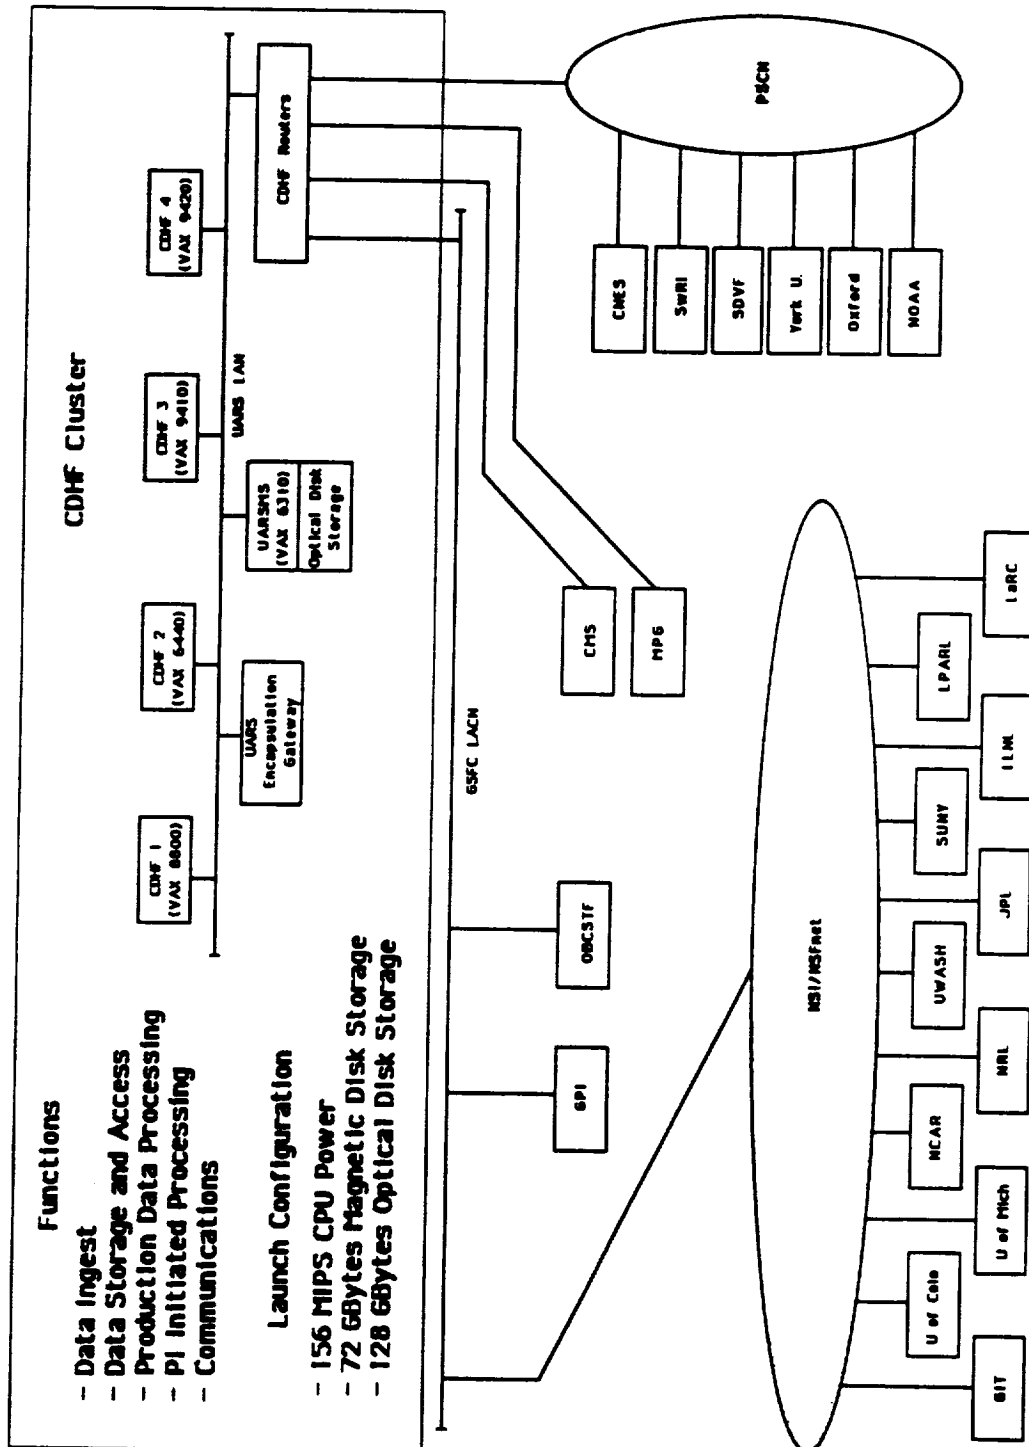 CDHF Cluster
Functions
- Data Ingest
- Data Storage and Access
- Production Data Processing
- PI Initiated Processing
- Communications
Launch Configuration
- 156 MIPS CPU Power
- 72 GBytes Magnetic Disk Storage
- 128 GBytes Optical Disk Storage
CDHF 1
(VAX 8800)
CDHF 2
(VAX 6440)
CDHF 3
(VAX 9410)
CDHF 4
(VAX 9420)
UARS LAN
UARS
Encapsulation
Gateway
UARSMS
(VAX 6310)
Optical Disk
Storage
CDHF Routers
GSFC LACN
GPI
OBCSTF
CMS
MPG
PSCN
CNES
SwRI
SDVF
York U.
Oxford
NOAA
NSI/NSFnet
GIT
U of Colo
U of Mich
NCAR
NRL
UWASH
JPL
SUNY
LLNL
LPARL
LaRC